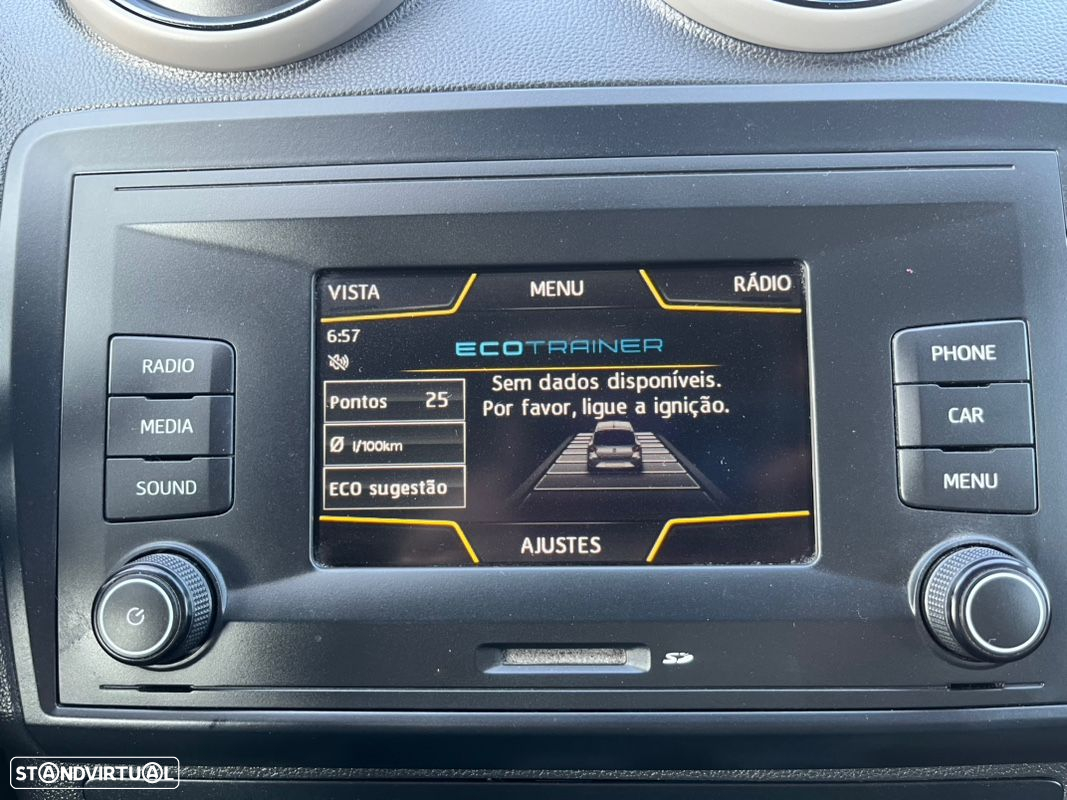 VISTA MENU RÁDIO
6:57
ECOTRAINER
Sem dados disponíveis.
Por favor, ligue a ignição.
Pontos 25
Ø l/100km
ECO sugestão
AJUSTES
RADIO
MEDIA
SOUND
PHONE
CAR
MENU
SD
STANDVIRTUAL